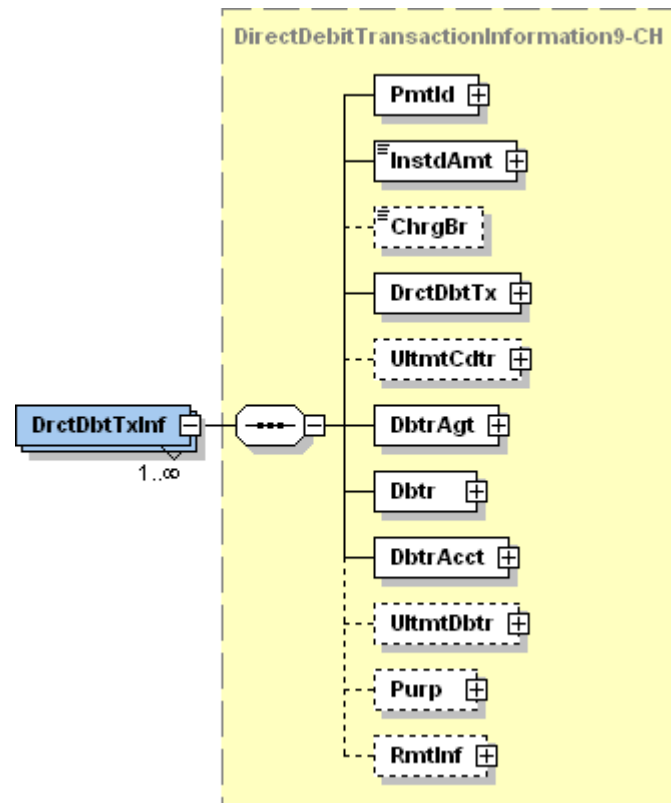 DirectDebitTransactionInformation9-CH
PmtId
InstdAmt
ChrgBr
DrctDbtTx
UltmtCdtr
DrctDbtTxInf
1..∞
DbtrAgt
Dbtr
DbtrAcct
UltmtDbtr
Purp
RmtInf